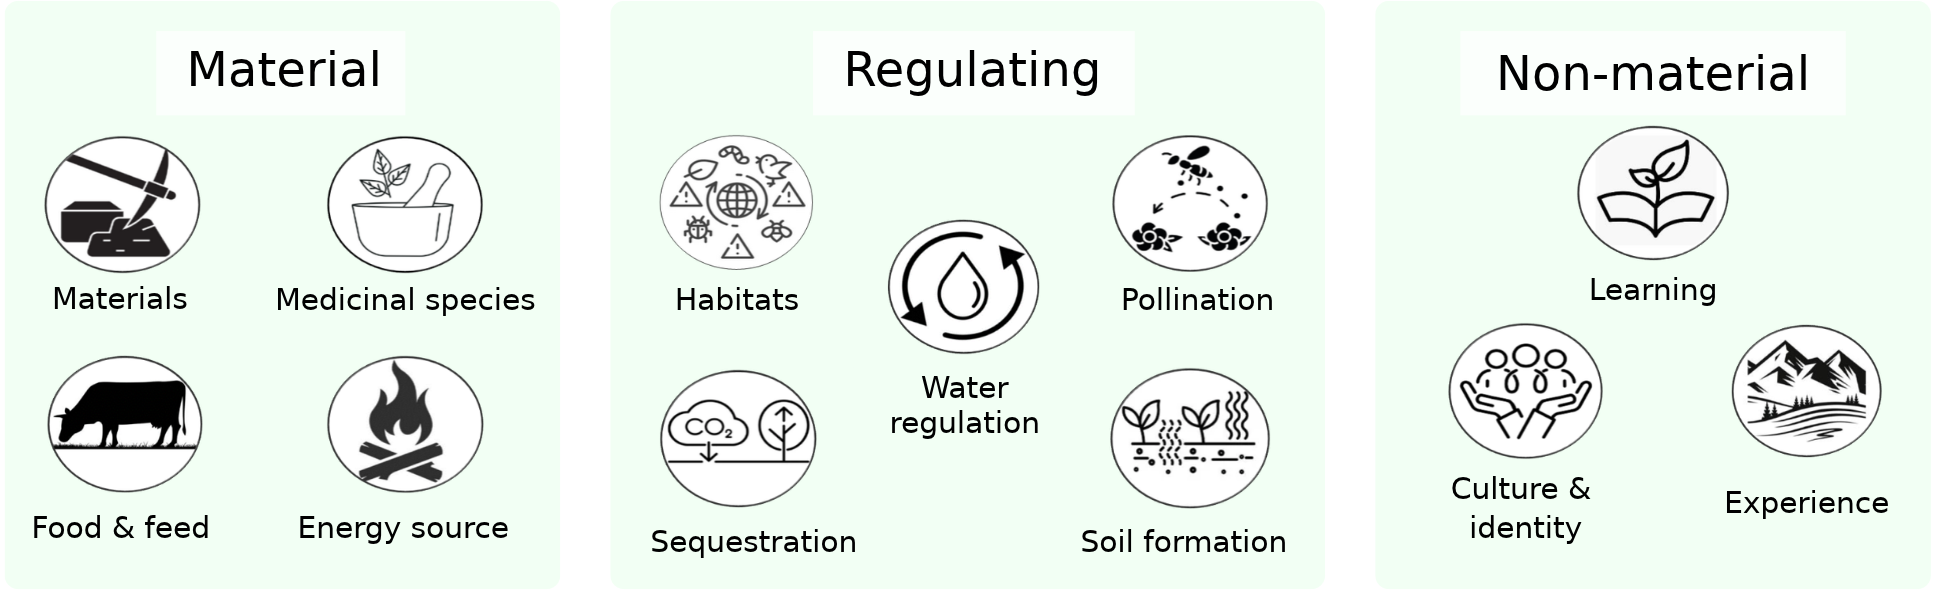 Material
Materials
Medicinal species
Food & feed
Energy source
Regulating
Habitats
Pollination
Water
regulation
CO₂
Sequestration
Soil formation
Non-material
Learning
Culture &
identity
Experience